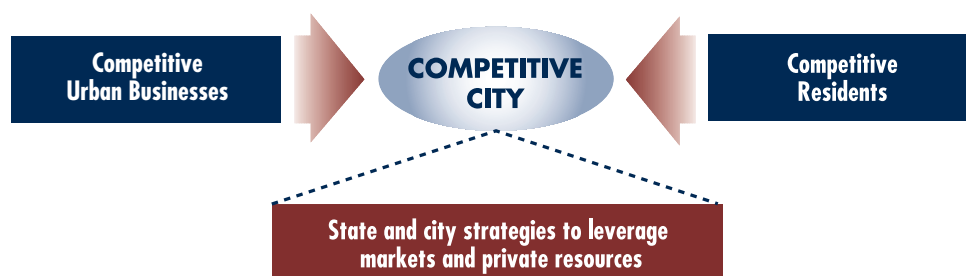 Competitive
Urban Businesses
COMPETITIVE
CITY
Competitive
Residents
State and city strategies to leverage
markets and private resources